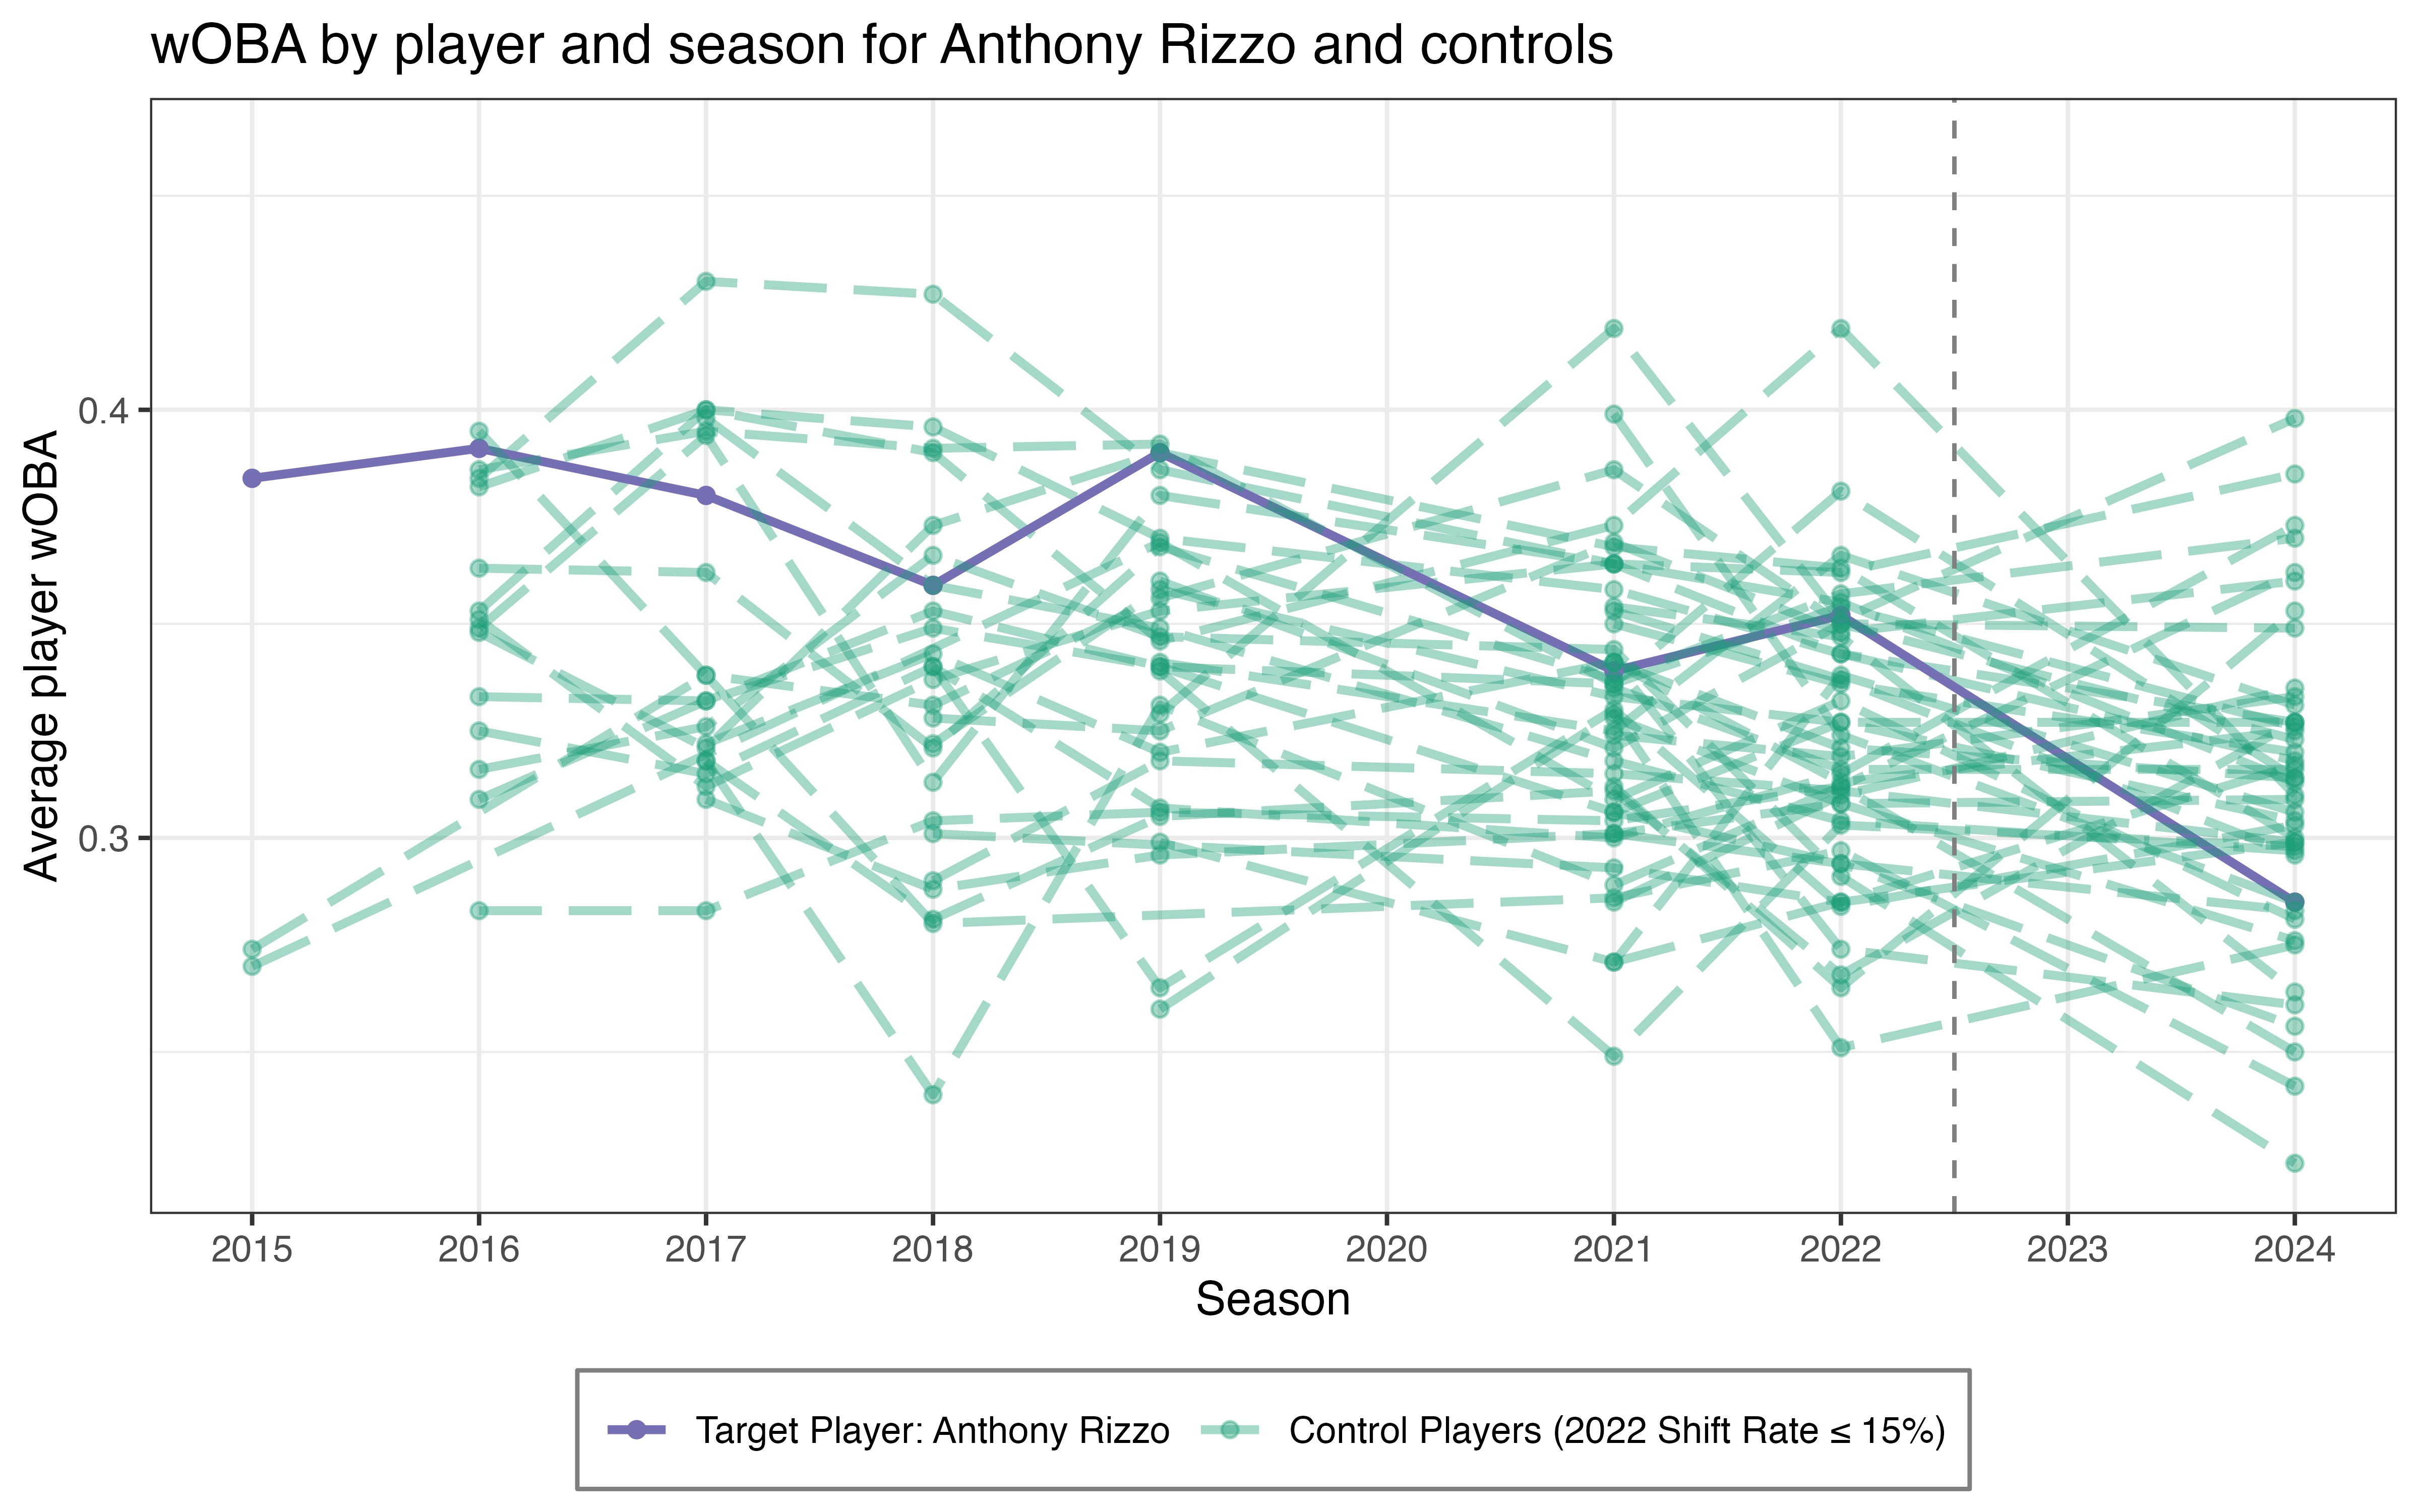 wOBA by player and season for Anthony Rizzo and controls
Average player wOBA
0.4
0.3
2015 2016 2017 2018 2019 2020 2021 2022 2023 2024
Season
Target Player: Anthony Rizzo Control Players (2022 Shift Rate ≤ 15%)